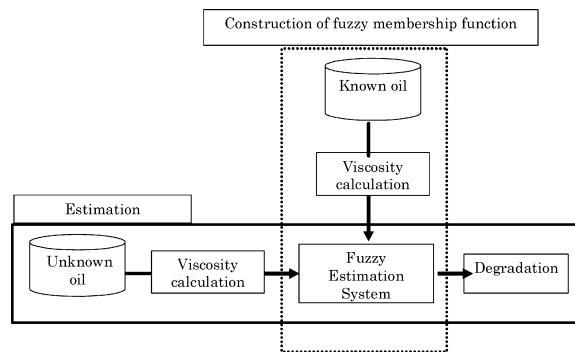 Construction of fuzzy membership function
Known oil
Viscosity
calculation
Estimation
Unknown
oil
Viscosity
calculation
Fuzzy
Estimation
System
Degradation